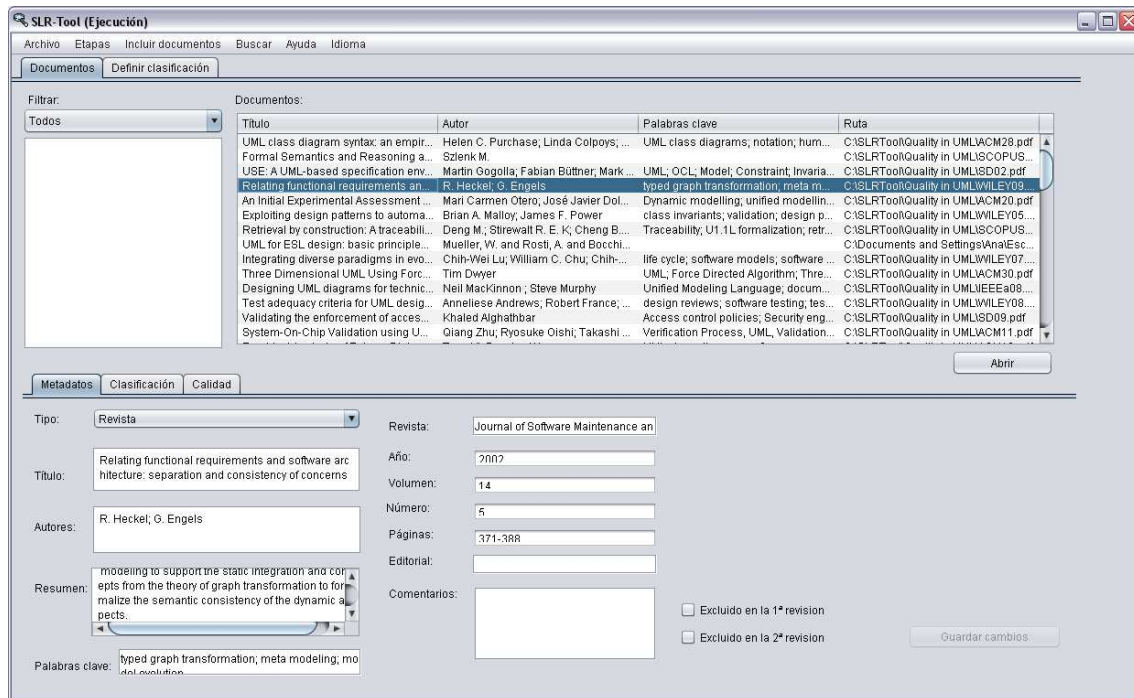 SLR-Tool (Ejecución)
Archivo Etapas Incluir documentos Buscar Ayuda Idioma
Documentos Definir clasificación
Filtrar: Documentos:
Todos
Título Autor Palabras clave Ruta
UML class diagram syntax: an empir... Helen C. Purchase; Linda Colpoys; ... UML class diagrams; notation; hum... C:\SLRTool\Quality in UML\ACM28.pdf
Formal Semantics and Reasoning a... Szlenk M. C:\SLRTool\Quality in UML\SCOPUS...
USE: A UML-based specification env... Martin Gogolla; Fabian Büttner; Mark ... UML; OCL; Model; Constraint; Invaria... C:\SLRTool\Quality in UML\SD02.pdf
Relating functional requirements an... R. Heckel; G. Engels typed graph transformation; meta m... C:\SLRTool\Quality in UML\WILEY09....
An Initial Experimental Assessment ... Mari Carmen Otero; José Javier Dol... Dynamic modelling; unified modellin... C:\SLRTool\Quality in UML\ACM20.pdf
Exploiting design patterns to automa... Brian A. Malloy; James F. Power class invariants; validation; design p... C:\SLRTool\Quality in UML\WILEY05....
Retrieval by construction: A traceabili... Deng M.; Stirewalt R. E. K; Cheng B.... Traceability; U1.1L formalization; retr... C:\SLRTool\Quality in UML\SCOPUS...
UML for ESL design: basic principle... Mueller, W. and Rosti, A. and Bocchi... C:\Documents and Settings\Ana\Esc...
Integrating diverse paradigms in evo... Chih-Wei Lu; William C. Chu; Chih-... life cycle; software models; software ... C:\SLRTool\Quality in UML\WILEY07....
Three Dimensional UML Using Forc... Tim Dwyer UML; Force Directed Algorithm; Thre... C:\SLRTool\Quality in UML\ACM30.pdf
Designing UML diagrams for technic... Neil MacKinnon ; Steve Murphy Unified Modeling Language; docum... C:\SLRTool\Quality in UML\IEEEa08....
Test adequacy criteria for UML desig... Anneliese Andrews; Robert France; ... design reviews; software testing; tes... C:\SLRTool\Quality in UML\WILEY08....
Validating the enforcement of acces... Khaled Alghathbar Access control policies; Security eng... C:\SLRTool\Quality in UML\SD09.pdf
System-On-Chip Validation using U... Qiang Zhu; Ryosuke Oishi; Takashi ... Verification Process, UML, Validation... C:\SLRTool\Quality in UML\ACM11.pdf
Abrir
Metadatos Clasificación Calidad
Tipo: Revista
Revista: Journal of Software Maintenance an
Título: Relating functional requirements and software arc
hitecture: separation and consistency of concerns
Año: 2002
Volumen: 14
Número: 5
Autores: R. Heckel; G. Engels
Páginas: 371-388
Editorial:
Resumen: modeling to support the static integration and con
epts from the theory of graph transformation to for
malize the semantic consistency of the dynamic a
pects.
Comentarios:
Excluido en la 1ª revision
Excluido en la 2ª revision
Guardar cambios
Palabras clave: typed graph transformation; meta modeling; mo
del evolution